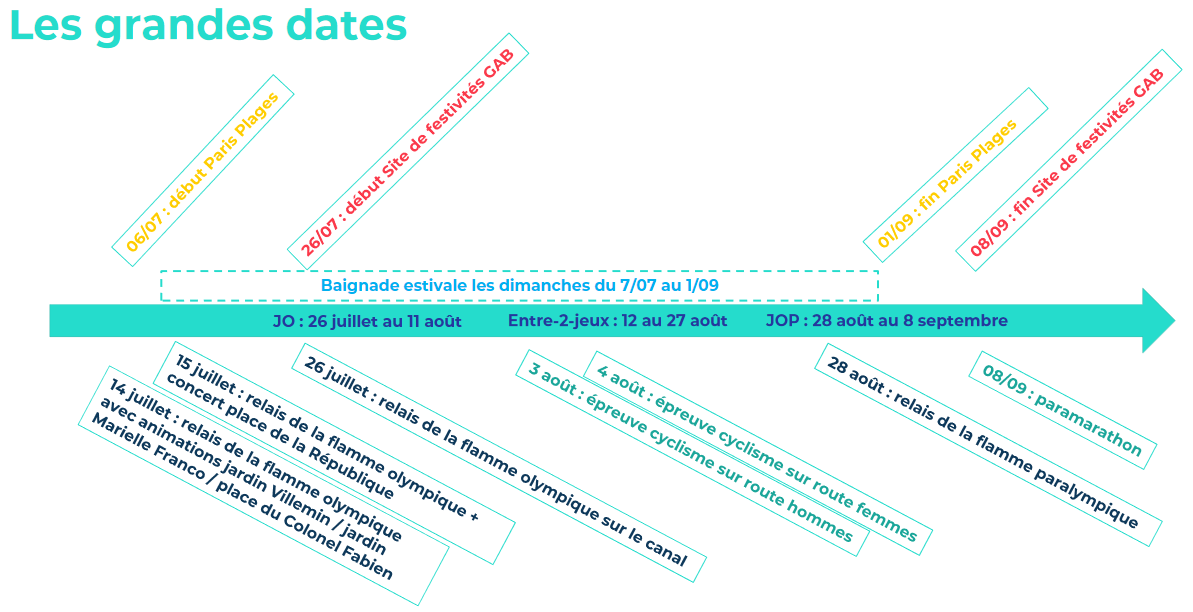 Les grandes dates
06/07 : début Paris Plages
26/07 : début Site de festivités GAB
01/09 : fin Paris Plages
08/09 : fin Site de festivités GAB
Baignade estivale les dimanches du 7/07 au 1/09
JO : 26 juillet au 11 août
Entre-2-jeux : 12 au 27 août
JOP : 28 août au 8 septembre
14 juillet : relais de la flamme olympique
avec animations jardin Villemin / jardin
Marielle Franco / place du Colonel Fabien
15 juillet : relais de la flamme olympique +
concert place de la République
26 juillet : relais de la flamme olympique sur le canal
3 août : épreuve cyclisme sur route hommes
4 août : épreuve cyclisme sur route femmes
28 août : relais de la flamme paralympique
08/09 : paramarathon